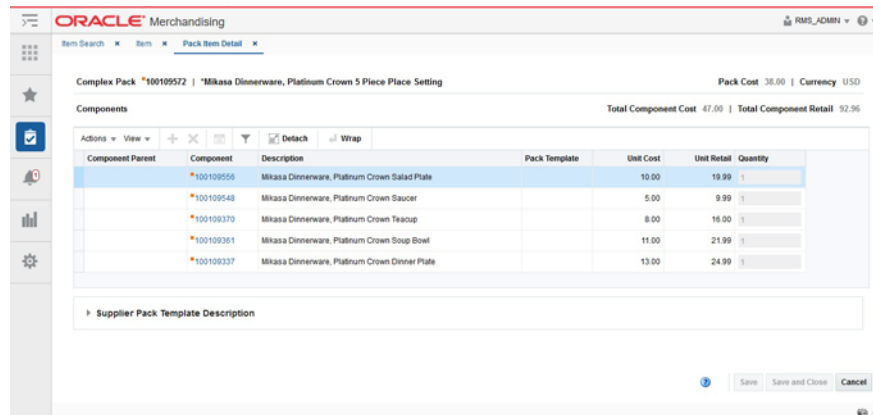 ORACLE® Merchandising
RMS_ADMIN
Item Search Item Pack Item Detail
Complex Pack *100109572 | *Mikasa Dinnerware, Platinum Crown 5 Piece Place Setting Pack Cost 38.00 | Currency USD
Components Total Component Cost 47.00 | Total Component Retail 92.96
Actions View Detach Wrap
Component Parent Component Description Pack Template Unit Cost Unit Retail Quantity
100109556 Mikasa Dinnerware, Platinum Crown Salad Plate 10.00 19.99 1
100109548 Mikasa Dinnerware, Platinum Crown Saucer 5.00 9.99 1
100109370 Mikasa Dinnerware, Platinum Crown Teacup 8.00 16.00 1
100109361 Mikasa Dinnerware, Platinum Crown Soup Bowl 11.00 21.99 1
100109337 Mikasa Dinnerware, Platinum Crown Dinner Plate 13.00 24.99 1
Supplier Pack Template Description
Save Save and Close Cancel